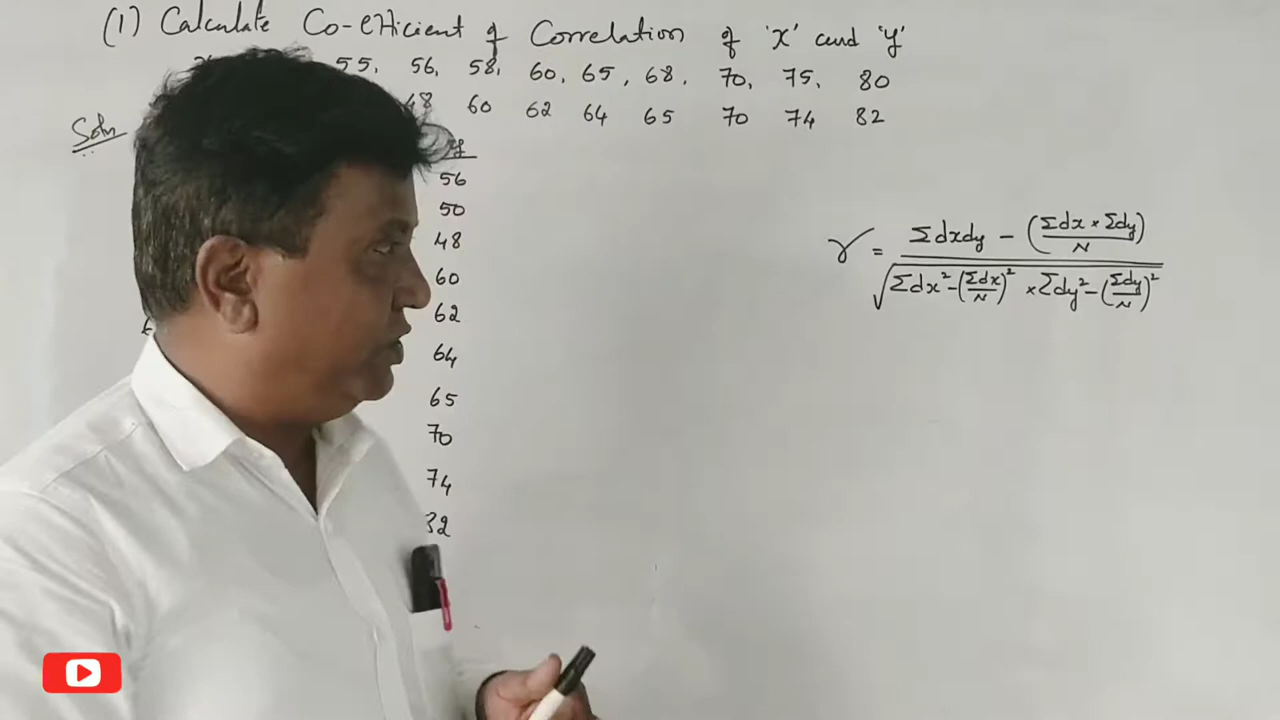 (1) Calculate Co-efficient of Correlation of 'x' and 'y'
55, 56, 58, 60, 65, 68, 70, 75, 80
48 60 62 64 65 70 74 82
Soln
y
56
50
48
60
62
64
65
70
74
r = Σdxdy - (Σdx × Σdy / N)
√Σdx² - (Σdx/N)² × Σdy² - (Σdy/N)²